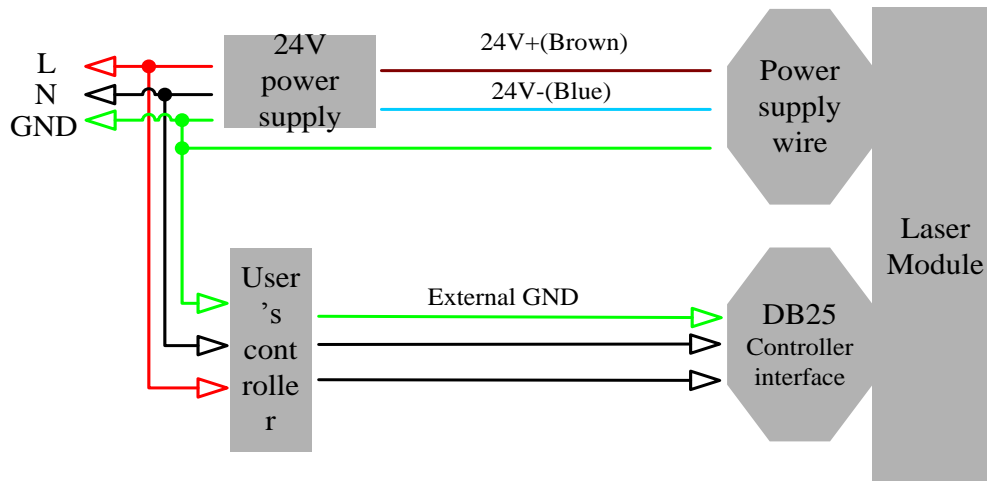 L
N
GND
24V
power
supply
24V+(Brown)
24V-(Blue)
Power
supply
wire
Laser
Module
User
’s
cont
rolle
r
External GND
DB25
Controller
interface